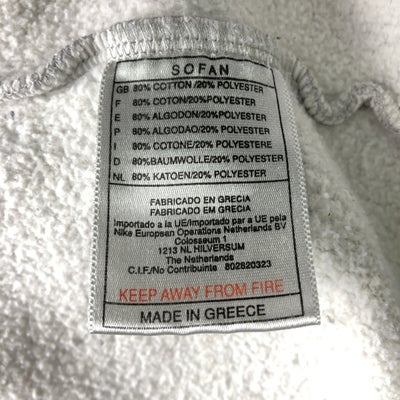 SOFAN
GB 80% COTTON/20% POLYESTER
F 80% COTON/20%POLYESTER
E 80% ALGODON/20% POLYESTER
P 80% ALGODAO/20% POLYESTER
I 80% COTONE/20% POLYESTERE
D 80%BAUMWOLLE/20% POLYESTER
NL 80% KATOEN/20% POLYESTER
FABRICADO EN GRECIA
FABRICADO EM GRECIA
Importado a la UE/Importado par a UE pela
Nike European Operations Netherlands BV
Colosseum 1
1213 NL HILVERSUM
The Netherlands
C.I.F./No Contribuinte 802820323
KEEP AWAY FROM FIRE
MADE IN GREECE